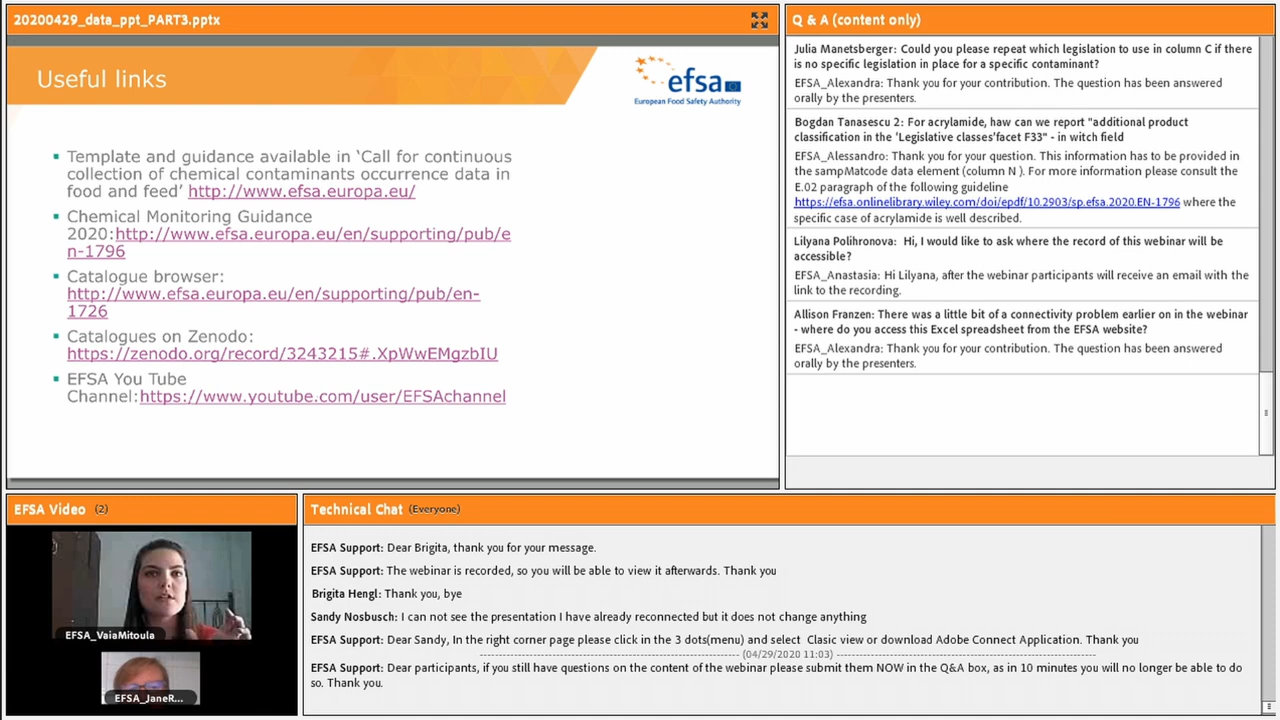 20200429_data_ppt_PART3.pptx
Useful links
efsa
European Food Safety Authority
Template and guidance available in ‘Call for continuous
collection of chemical contaminants occurrence data in
food and feed’ http://www.efsa.europa.eu/
Chemical Monitoring Guidance
2020:http://www.efsa.europa.eu/en/supporting/pub/e
n-1796
Catalogue browser:
http://www.efsa.europa.eu/en/supporting/pub/en-
1726
Catalogues on Zenodo:
https://zenodo.org/record/3243215#.XpWwEMgzbIU
EFSA You Tube
Channel:https://www.youtube.com/user/EFSAchannel
Q & A (content only)
Julia Manetsberger: Could you please repeat which legislation to use in column C if there
is no specific legislation in place for a specific contaminant?
EFSA_Alexandra: Thank you for your contribution. The question has been answered
orally by the presenters.
Bogdan Tanasescu 2: For acrylamide, haw can we report "additional product
classification in the 'Legislative classes'facet F33" - in witch field
EFSA_Alessandro: Thank you for your question. This information has to be provided in
the sampMatcode data element (column N ). For more information please consult the
E.02 paragraph of the following guideline
https://efsa.onlinelibrary.wiley.com/doi/epdf/10.2903/sp.efsa.2020.EN-1796 where the
specific case of acrylamide is well described.
Lilyana Polihronova: Hi, I would like to ask where the record of this webinar will be
accessible?
EFSA_Anastasia: Hi Lilyana, after the webinar participants will receive an email with the
link to the recording.
Allison Franzen: There was a little bit of a connectivity problem earlier on in the webinar
- where do you access this Excel spreadsheet from the EFSA website?
EFSA_Alexandra: Thank you for your contribution. The question has been answered
orally by the presenters.
EFSA Video (2)
EFSA_VaiaMitoula
EFSA_JaneR...
Technical Chat (Everyone)
EFSA Support: Dear Brigita, thank you for your message.
EFSA Support: The webinar is recorded, so you will be able to view it afterwards. Thank you
Brigita Hengl: Thank you, bye
Sandy Nosbusch: I can not see the presentation I have already reconnected but it does not change anything
EFSA Support: Dear Sandy, In the right corner page please click in the 3 dots(menu) and select Clasic view or download Adobe Connect Application. Thank you
(04/29/2020 11:03)
EFSA Support: Dear participants, if you still have questions on the content of the webinar please submit them NOW in the Q&A box, as in 10 minutes you will no longer be able to do
so. Thank you.